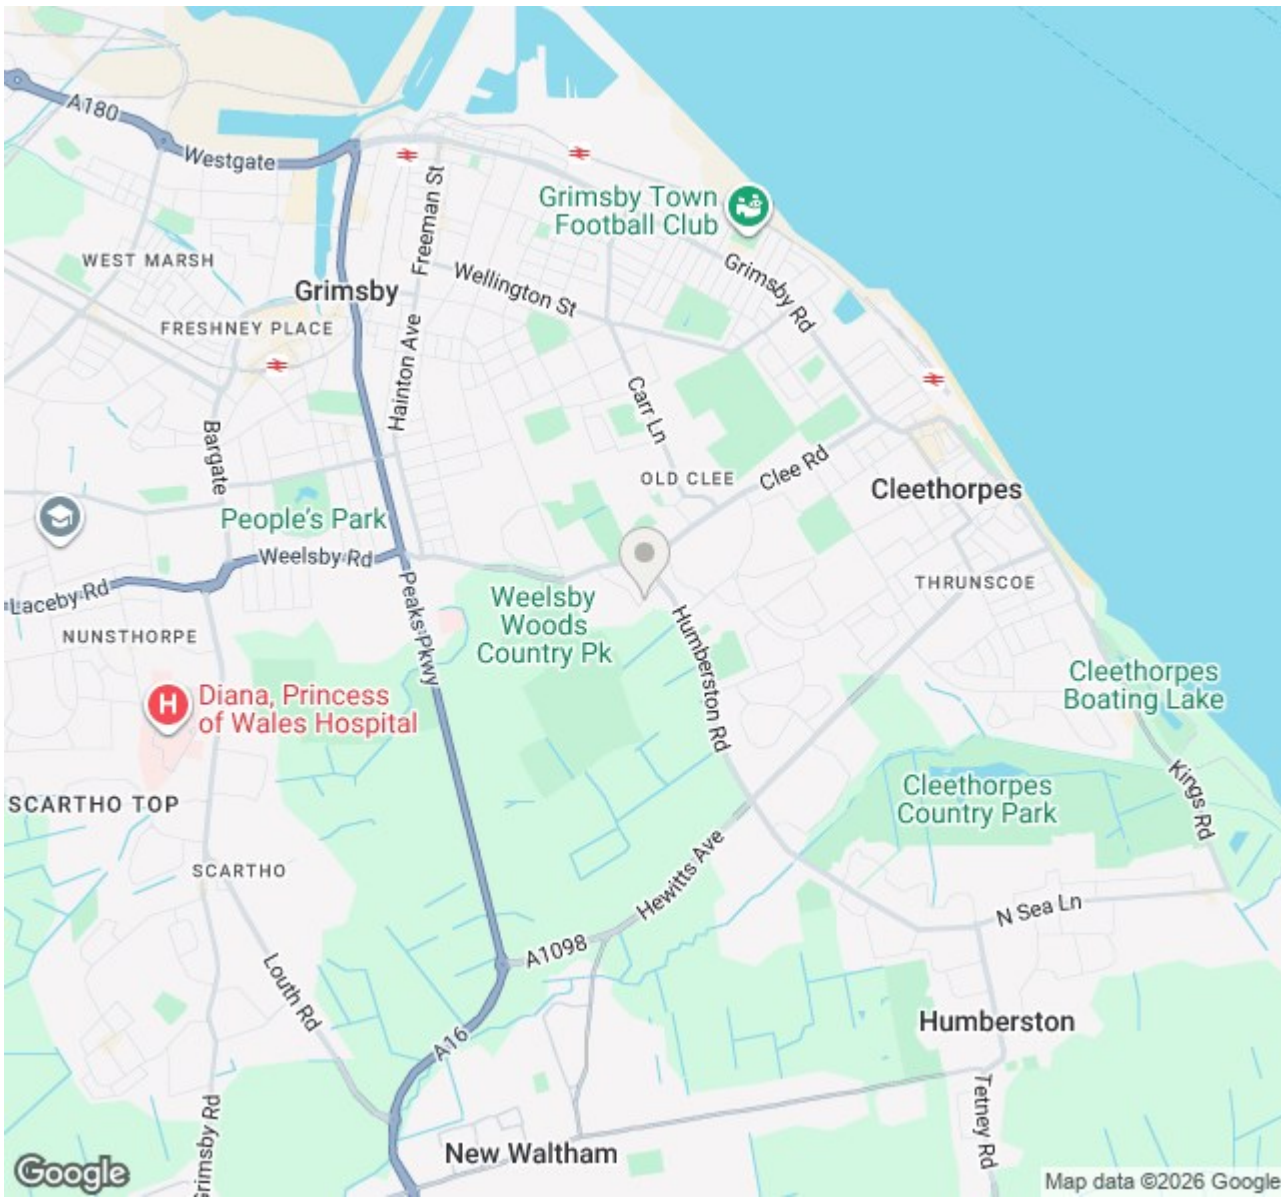 A180
Westgate
Freeman St
Grimsby Town
Football Club
WEST MARSH
Grimsby
Wellington St
Grimsby Rd
FRESHNEY PLACE
Hainton Ave
Carr Ln
Bargate
OLD CLEE
Clee Rd
Cleethorpes
People's Park
Weelsby Rd
Laceby Rd
Peaks Pkwy
Weelsby
Woods
Country Pk
THRUNSCOE
NUNSTHORPE
Humberston Rd
Diana, Princess
of Wales Hospital
H
Cleethorpes
Boating Lake
Cleethorpes
Country Park
Kings Rd
SCARTHO TOP
SCARTHO
Hewitts Ave
N Sea Ln
A1098
Louth Rd
A16
Humberston
Tetney Rd
Grimsby Rd
New Waltham
Google
Map data ©2026 Google